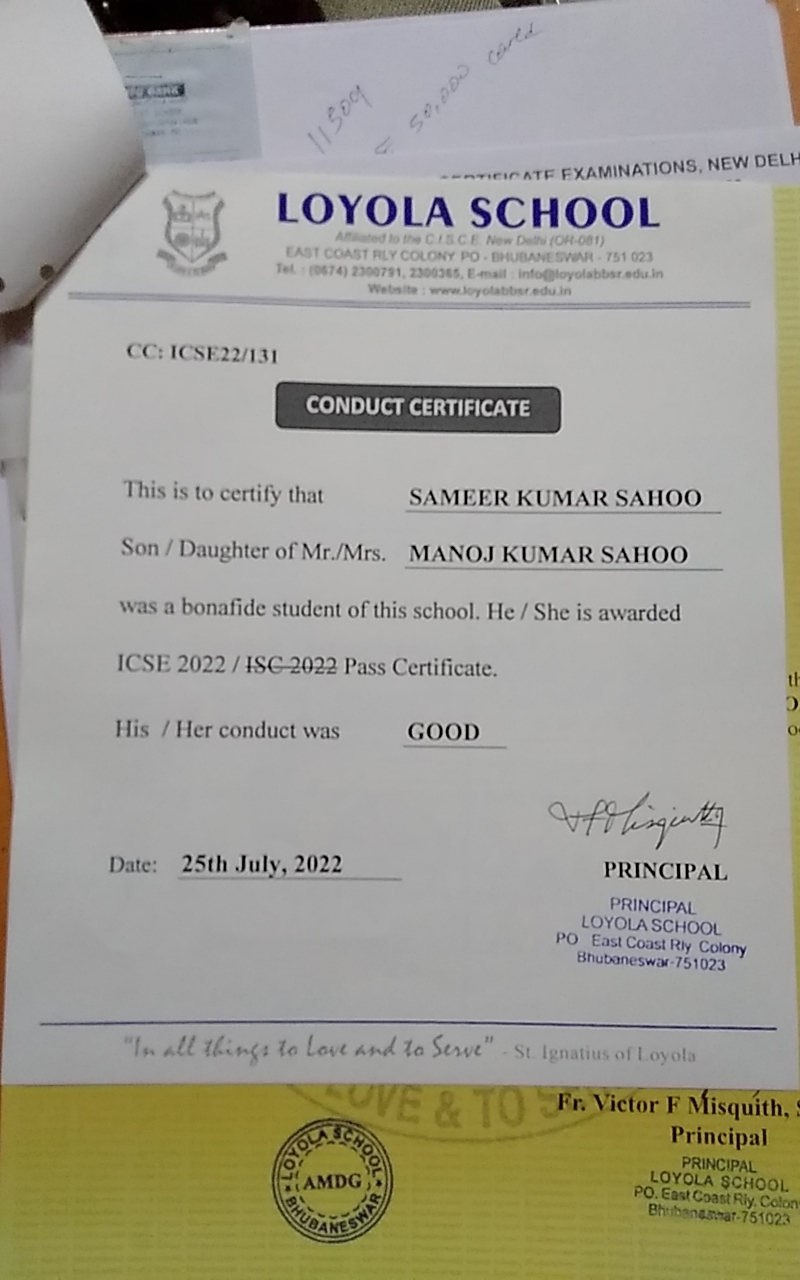 11509
50,000 cared
CERTIFICATE EXAMINATIONS, NEW DELH
LOYOLA SCHOOL
Affiliated to the C.I.S.C.E. New Delhi (OR-081)
EAST COAST RLY COLONY PO - BHUBANESWAR - 751 023
Tel. : (0674) 2300791, 2300365, E-mail : info@loyolabbsr.edu.in
Website : www.loyolabbsr.edu.in
CC: ICSE22/131
CONDUCT CERTIFICATE
This is to certify that SAMEER KUMAR SAHOO
Son / Daughter of Mr./Mrs. MANOJ KUMAR SAHOO
was a bonafide student of this school. He / She is awarded
ICSE 2022 / ISC 2022 Pass Certificate.
His / Her conduct was GOOD
Date: 25th July, 2022
PRINCIPAL
PRINCIPAL
LOYOLA SCHOOL
PO East Coast Rly Colony
Bhubaneswar-751023
"In all things to Love and to Serve" - St. Ignatius of Loyola
LOVE & TO S
Fr. Victor F Misquith, S
Principal
PRINCIPAL
LOYOLA SCHOOL
PO. East Coast Rly. Colon
Bhubaneswar-751023
LOYOLA SCHOOL
AMDG
BHUBANESWAR